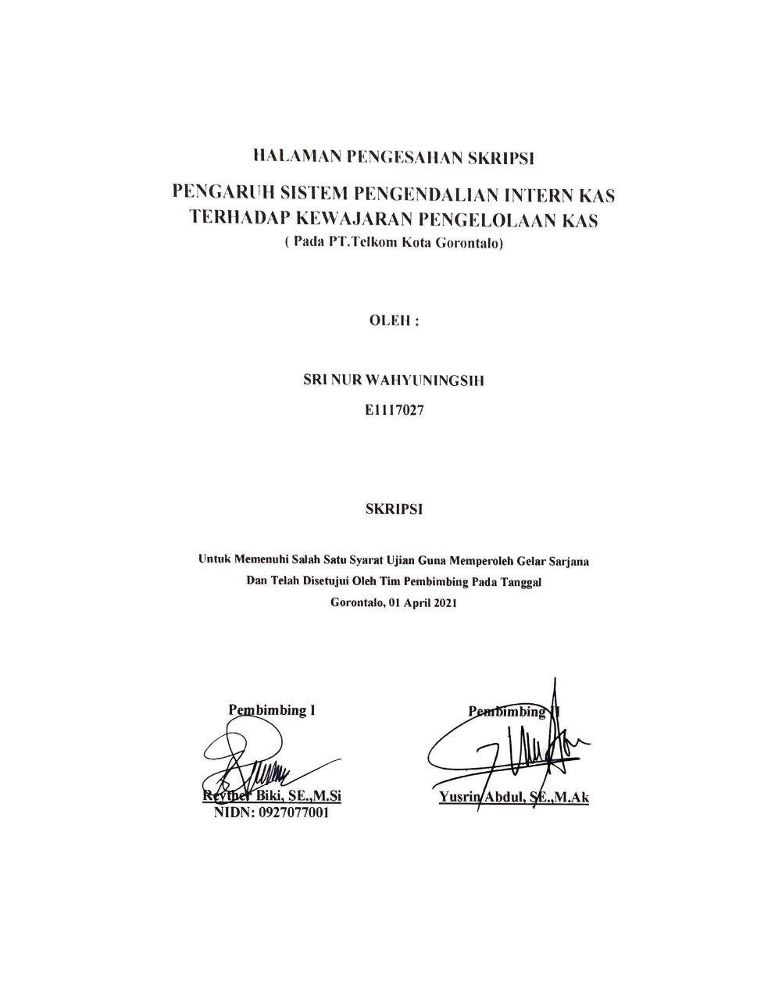 HALAMAN PENGESAHAN SKRIPSI
PENGARUH SISTEM PENGENDALIAN INTERN KAS
TERHADAP KEWAJARAN PENGELOLAAN KAS
( Pada PT.Telkom Kota Gorontalo)
OLEH :
SRI NUR WAHYUNINGSIH
E1117027
SKRIPSI
Untuk Memenuhi Salah Satu Syarat Ujian Guna Memperoleh Gelar Sarjana
Dan Telah Disetujui Oleh Tim Pembimbing Pada Tanggal
Gorontalo, 01 April 2021
Pembimbing I
Pembimbing II
Reyther Biki, SE.,M.Si
Yusrin Abdul, SE.,M.Ak
NIDN: 0927077001